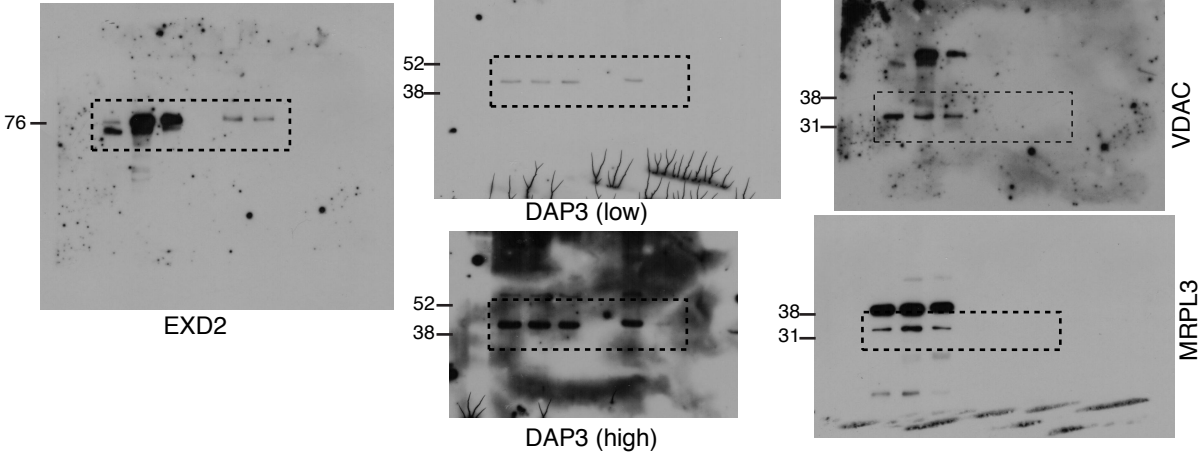 76
EXD2
52
38
DAP3 (low)
52
38
DAP3 (high)
38
31
VDAC
38
31
MRPL3